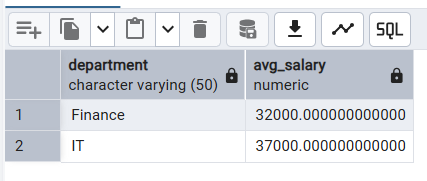 SQL
department avg_salary
character varying (50) numeric
1 Finance 32000.000000000000
2 IT 37000.000000000000